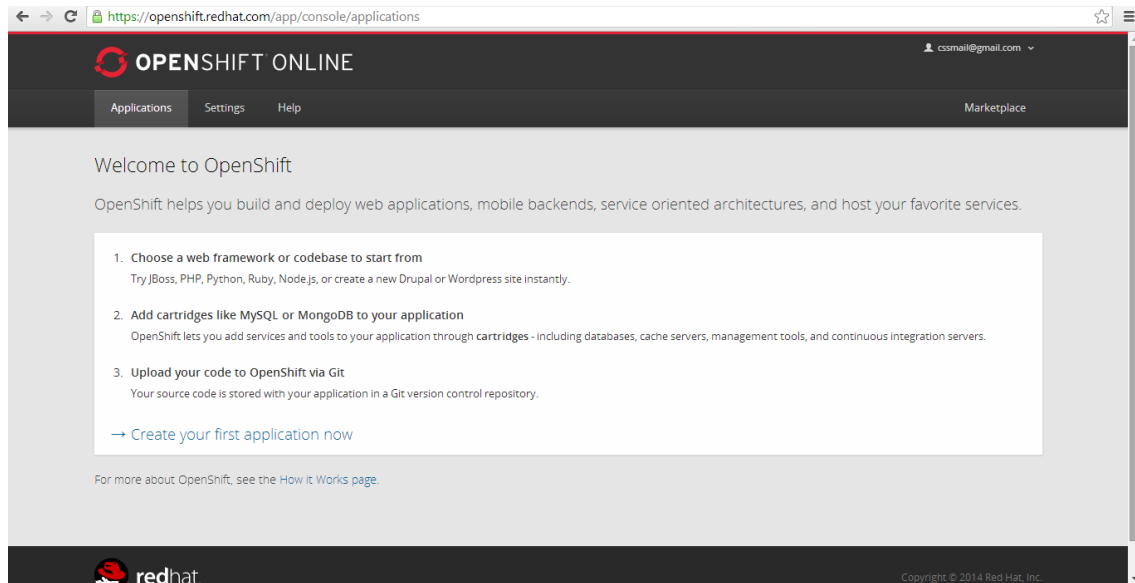 https://openshift.redhat.com/app/console/applications
OPENSHIFT ONLINE
cssmail@gmail.com
Applications Settings Help Marketplace
Welcome to OpenShift
OpenShift helps you build and deploy web applications, mobile backends, service oriented architectures, and host your favorite services.
1. Choose a web framework or codebase to start from
Try JBoss, PHP, Python, Ruby, Node.js, or create a new Drupal or Wordpress site instantly.
2. Add cartridges like MySQL or MongoDB to your application
OpenShift lets you add services and tools to your application through cartridges - including databases, cache servers, management tools, and continuous integration servers.
3. Upload your code to OpenShift via Git
Your source code is stored with your application in a Git version control repository.
→ Create your first application now
For more about OpenShift, see the How it Works page.
redhat
Copyright © 2014 Red Hat, Inc.